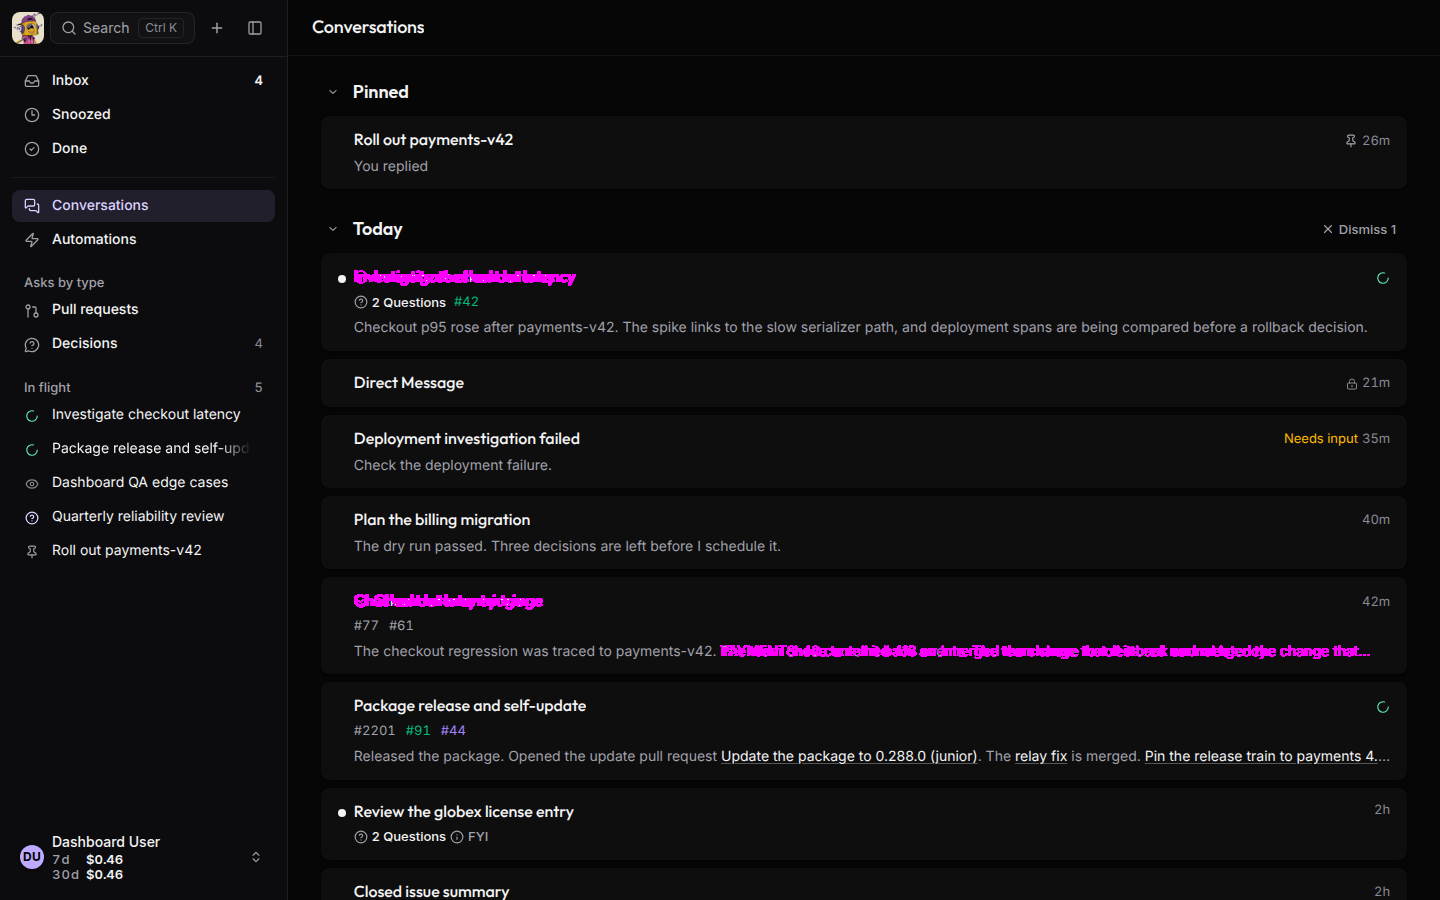 Search Ctrl K
Inbox 4
Snoozed
Done
Conversations
Automations
Asks by type
Pull requests
Decisions 4
In flight 5
Investigate checkout latency
Package release and self-upd
Dashboard QA edge cases
Quarterly reliability review
Roll out payments-v42
DU Dashboard User
7d $0.46
30d $0.46
Conversations
Pinned
Roll out payments-v42 26m
You replied
Today Dismiss 1
2 Questions #42
Checkout p95 rose after payments-v42. The spike links to the slow serializer path, and deployment spans are being compared before a rollback decision.
Direct Message 21m
Deployment investigation failed Needs input 35m
Check the deployment failure.
Plan the billing migration 40m
The dry run passed. Three decisions are left before I schedule it.
42m
#77 #61
The checkout regression was traced to payments-v42. change that...
Package release and self-update
#2201 #91 #44
Released the package. Opened the update pull request Update the package to 0.288.0 (junior). The relay fix is merged. Pin the release train to payments 4....
Review the globex license entry 2h
2 Questions FYI
Closed issue summary 2h